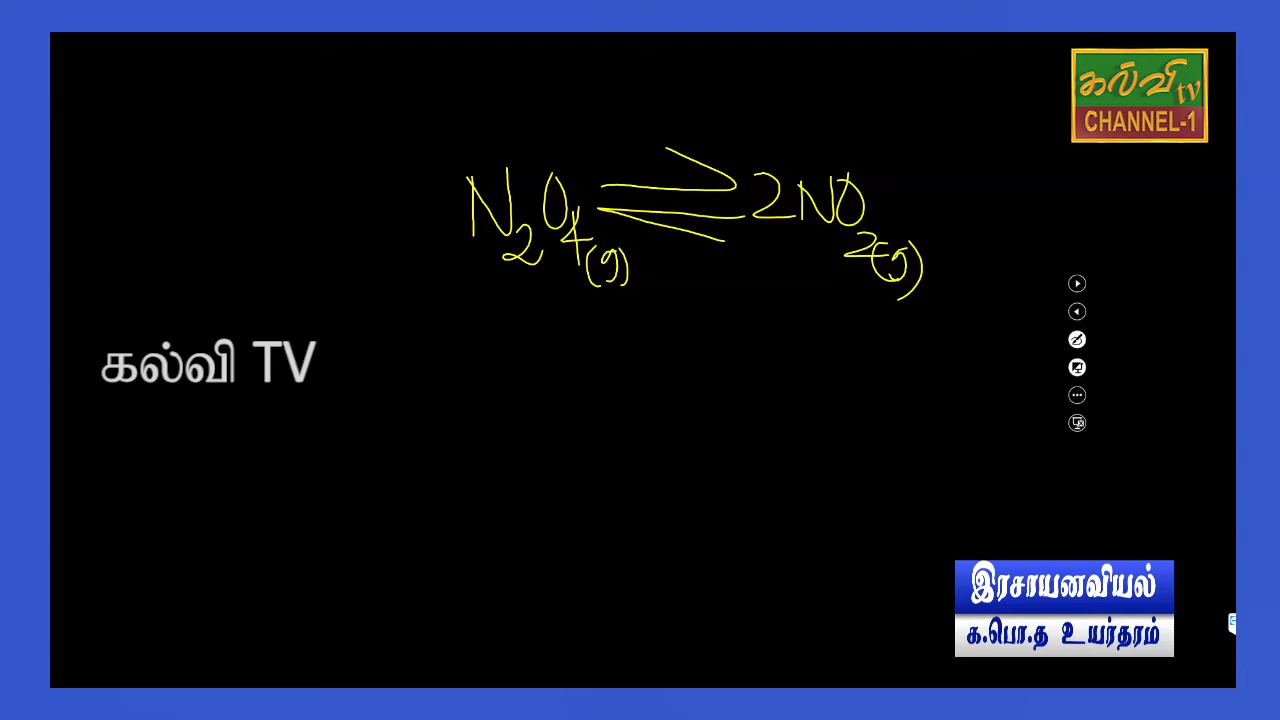 கல்வி tv
CHANNEL-1
N₂O₄(g) ⇌ 2NO₂(g)
கல்வி TV
இரசாயனவியல்
க.பொ.த உயர்தரம்